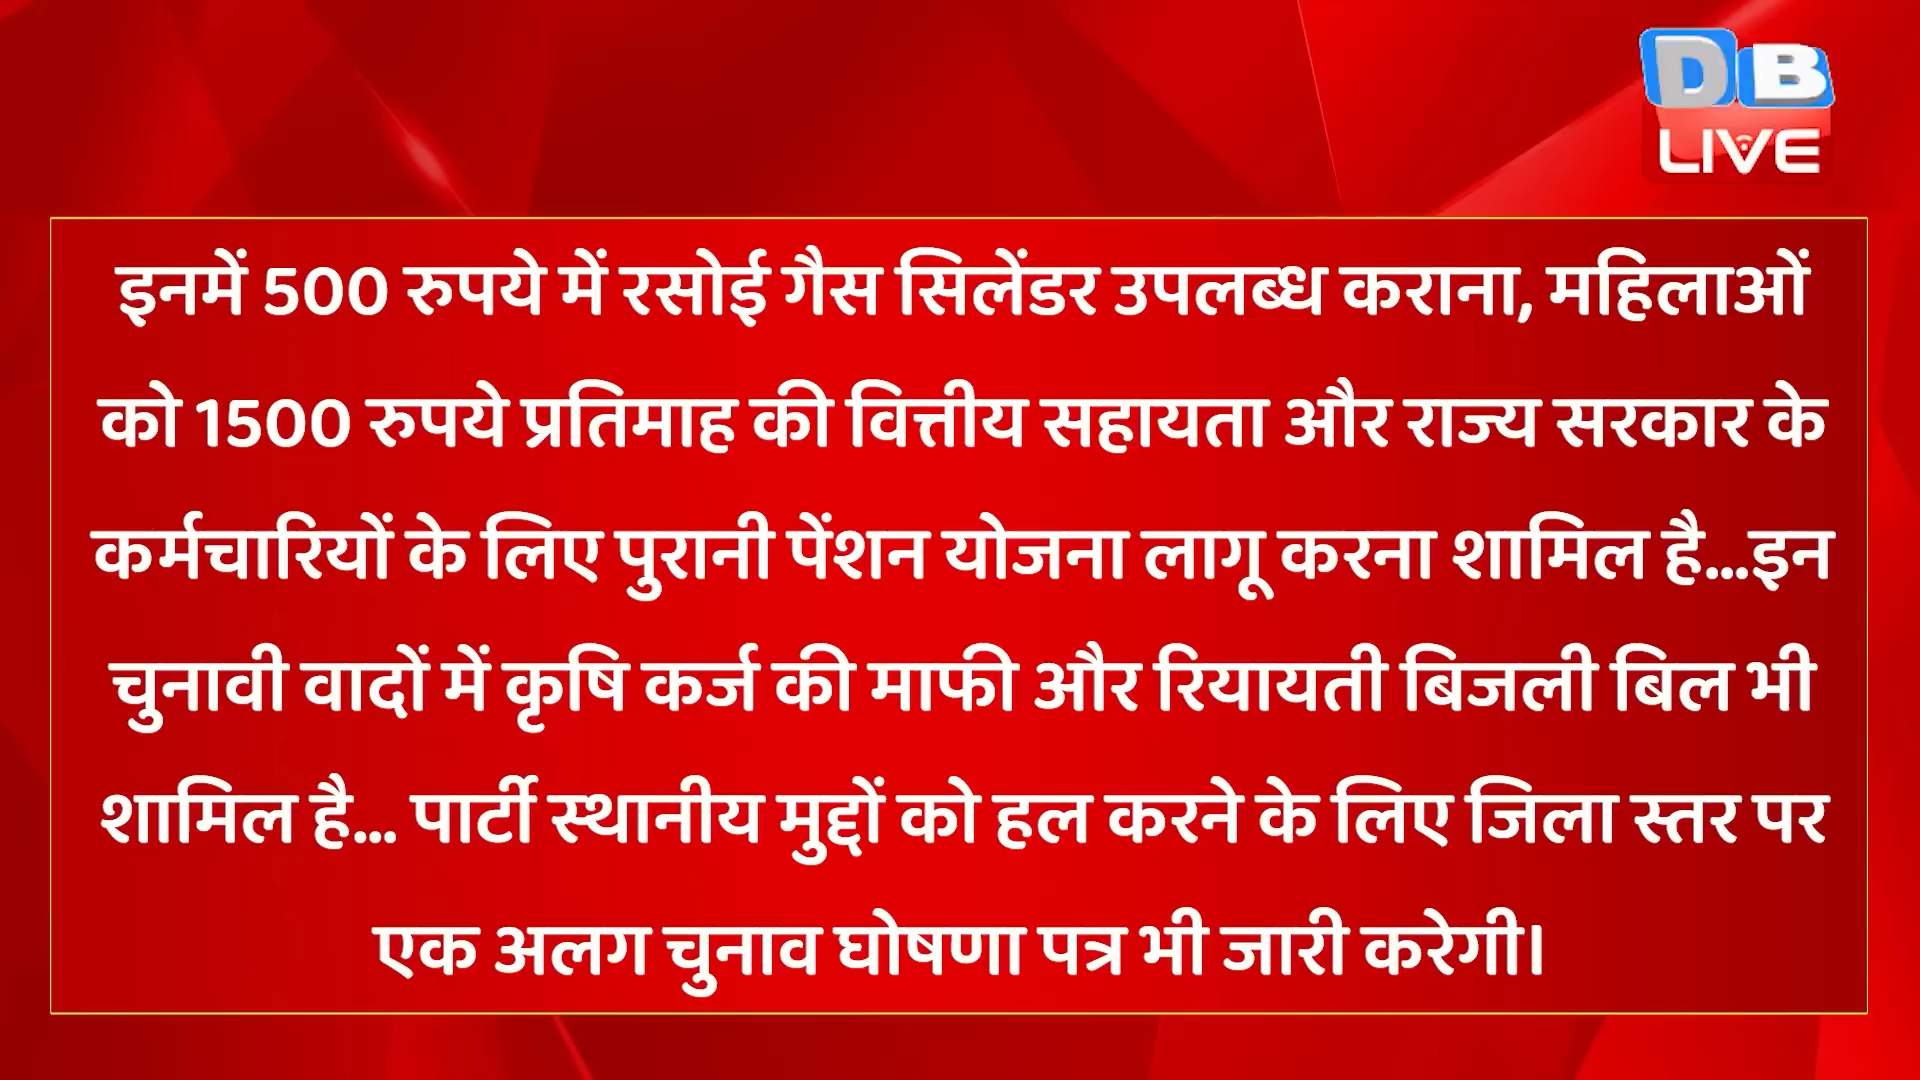 DB
LIVE
इनमें 500 रुपये में रसोई गैस सिलेंडर उपलब्ध कराना, महिलाओं
को 1500 रुपये प्रतिमाह की वित्तीय सहायता और राज्य सरकार के
कर्मचारियों के लिए पुरानी पेंशन योजना लागू करना शामिल है...इन
चुनावी वादों में कृषि कर्ज की माफी और रियायती बिजली बिल भी
शामिल है... पार्टी स्थानीय मुद्दों को हल करने के लिए जिला स्तर पर
एक अलग चुनाव घोषणा पत्र भी जारी करेगी।